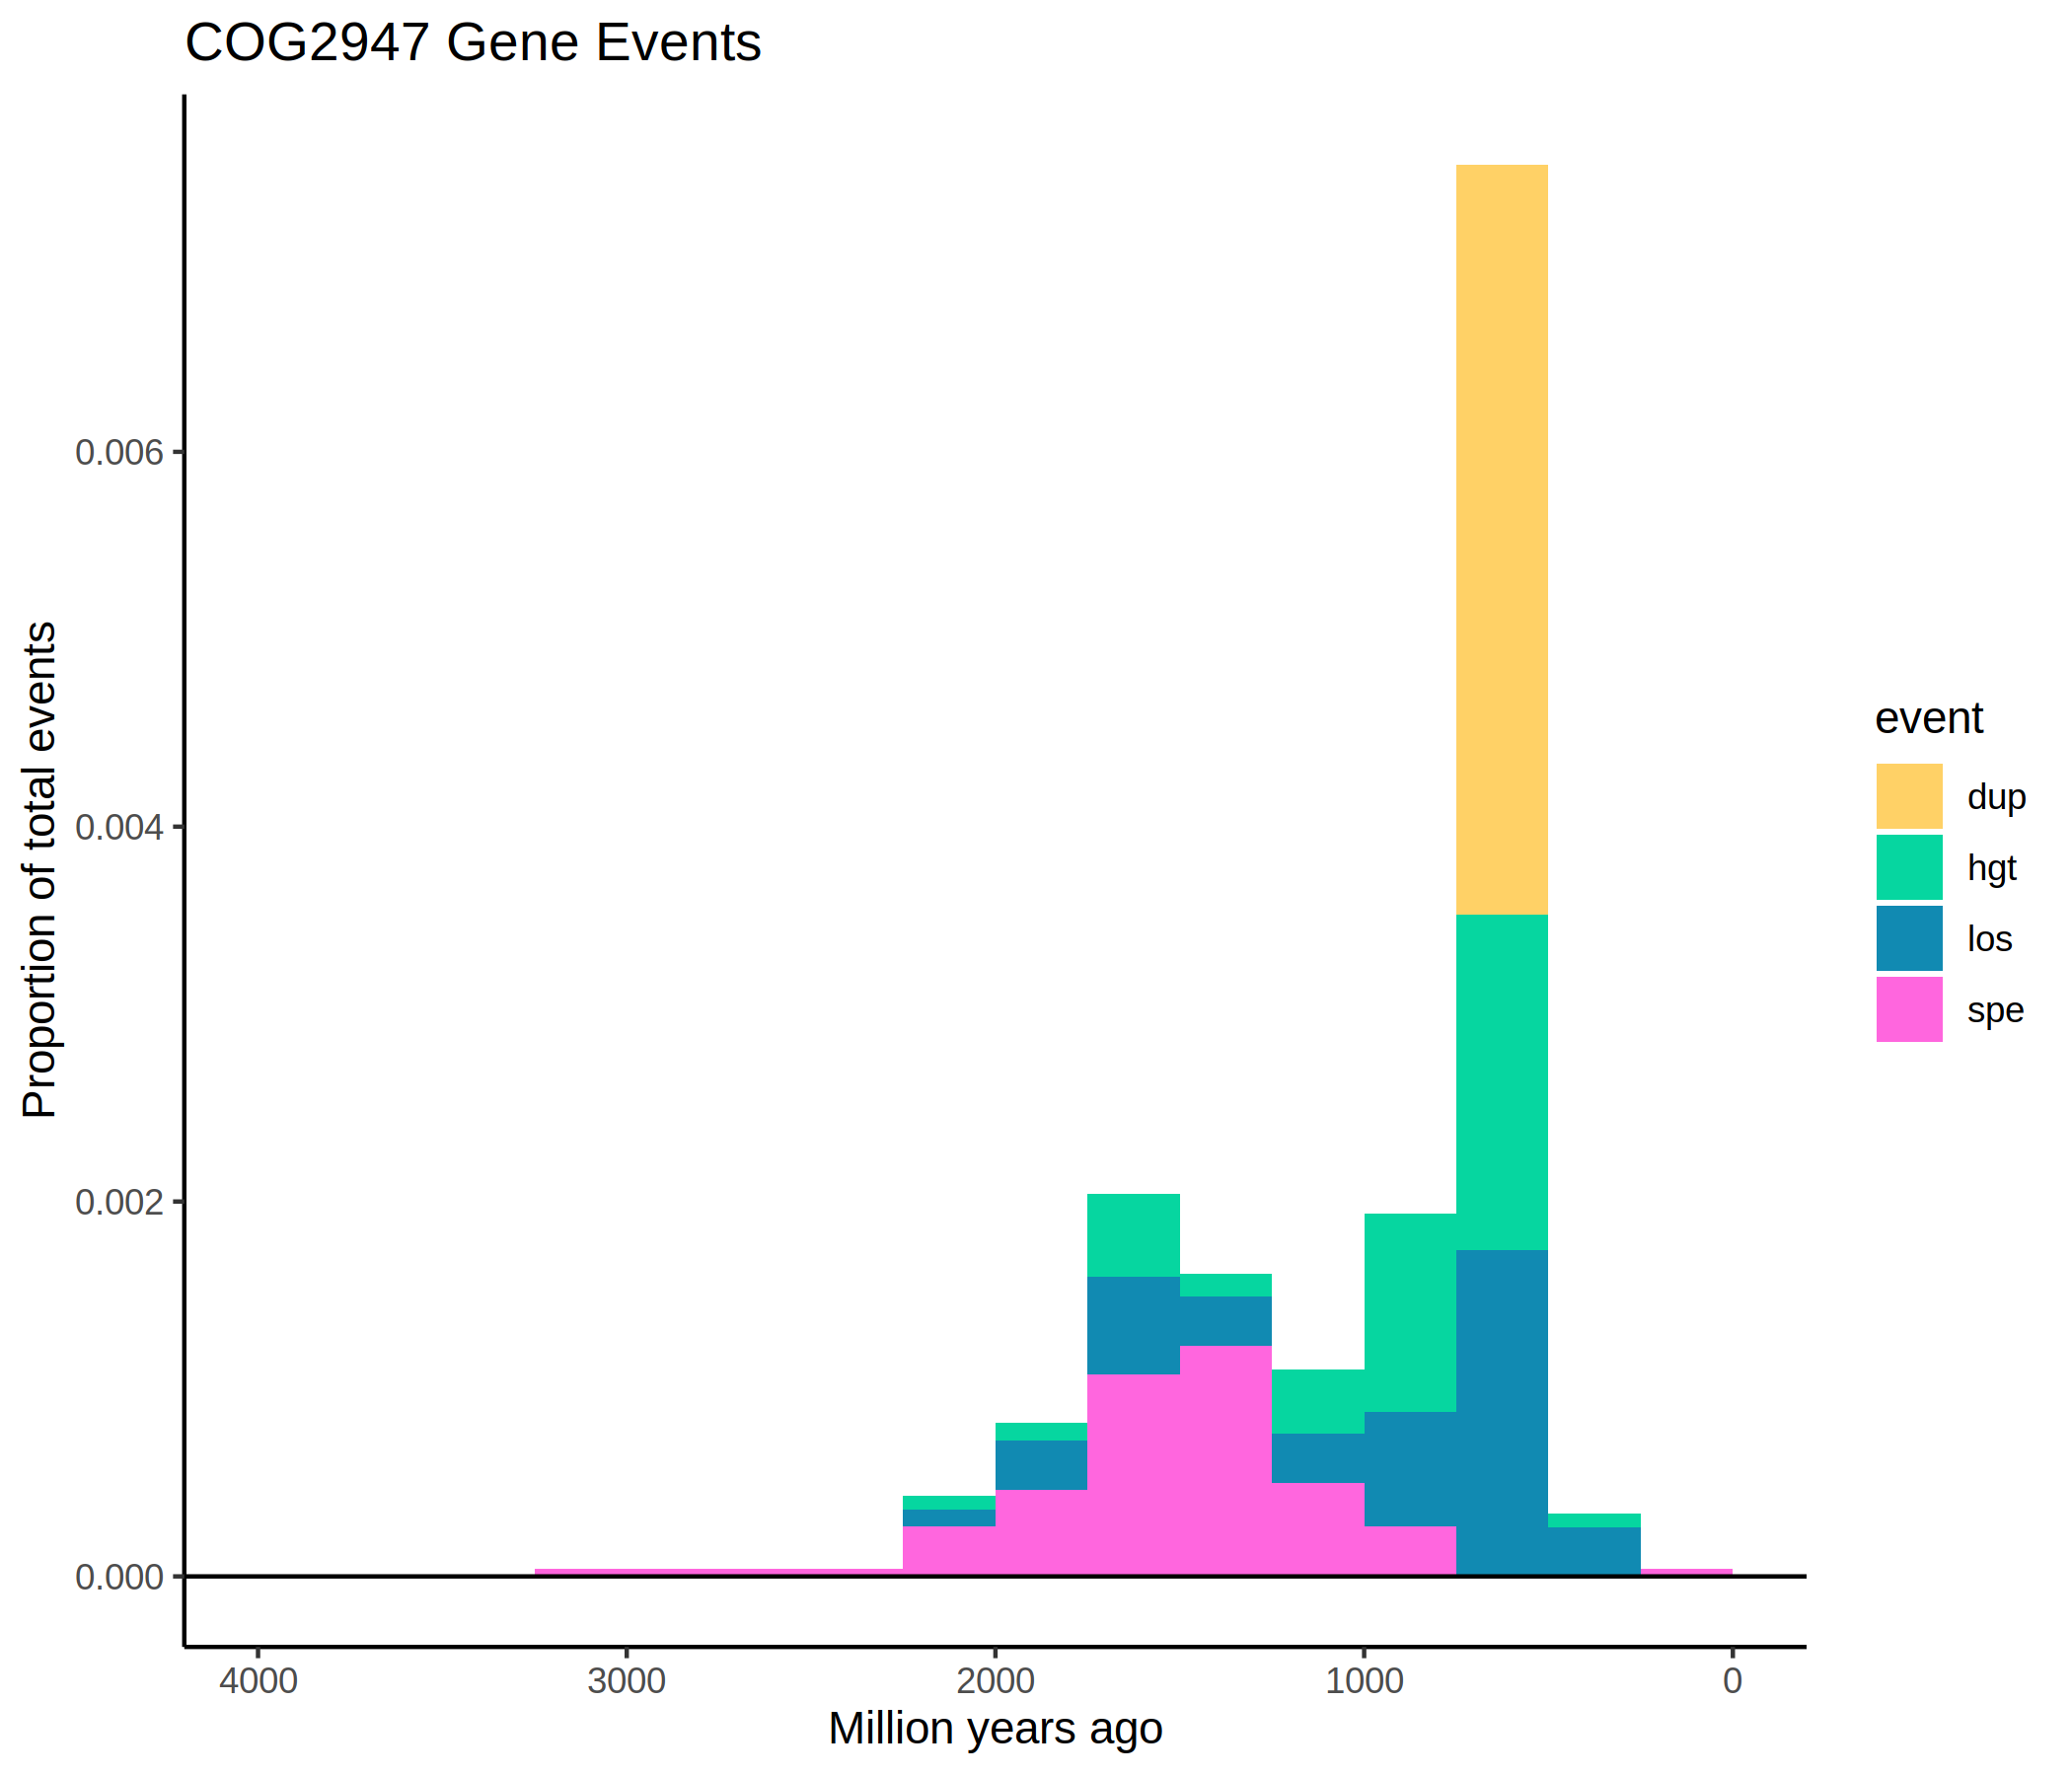 COG2947 Gene Events
Proportion of total events
0.006
0.004
0.002
0.000
4000 3000 2000 1000 0
Million years ago
event
dup
hgt
los
spe